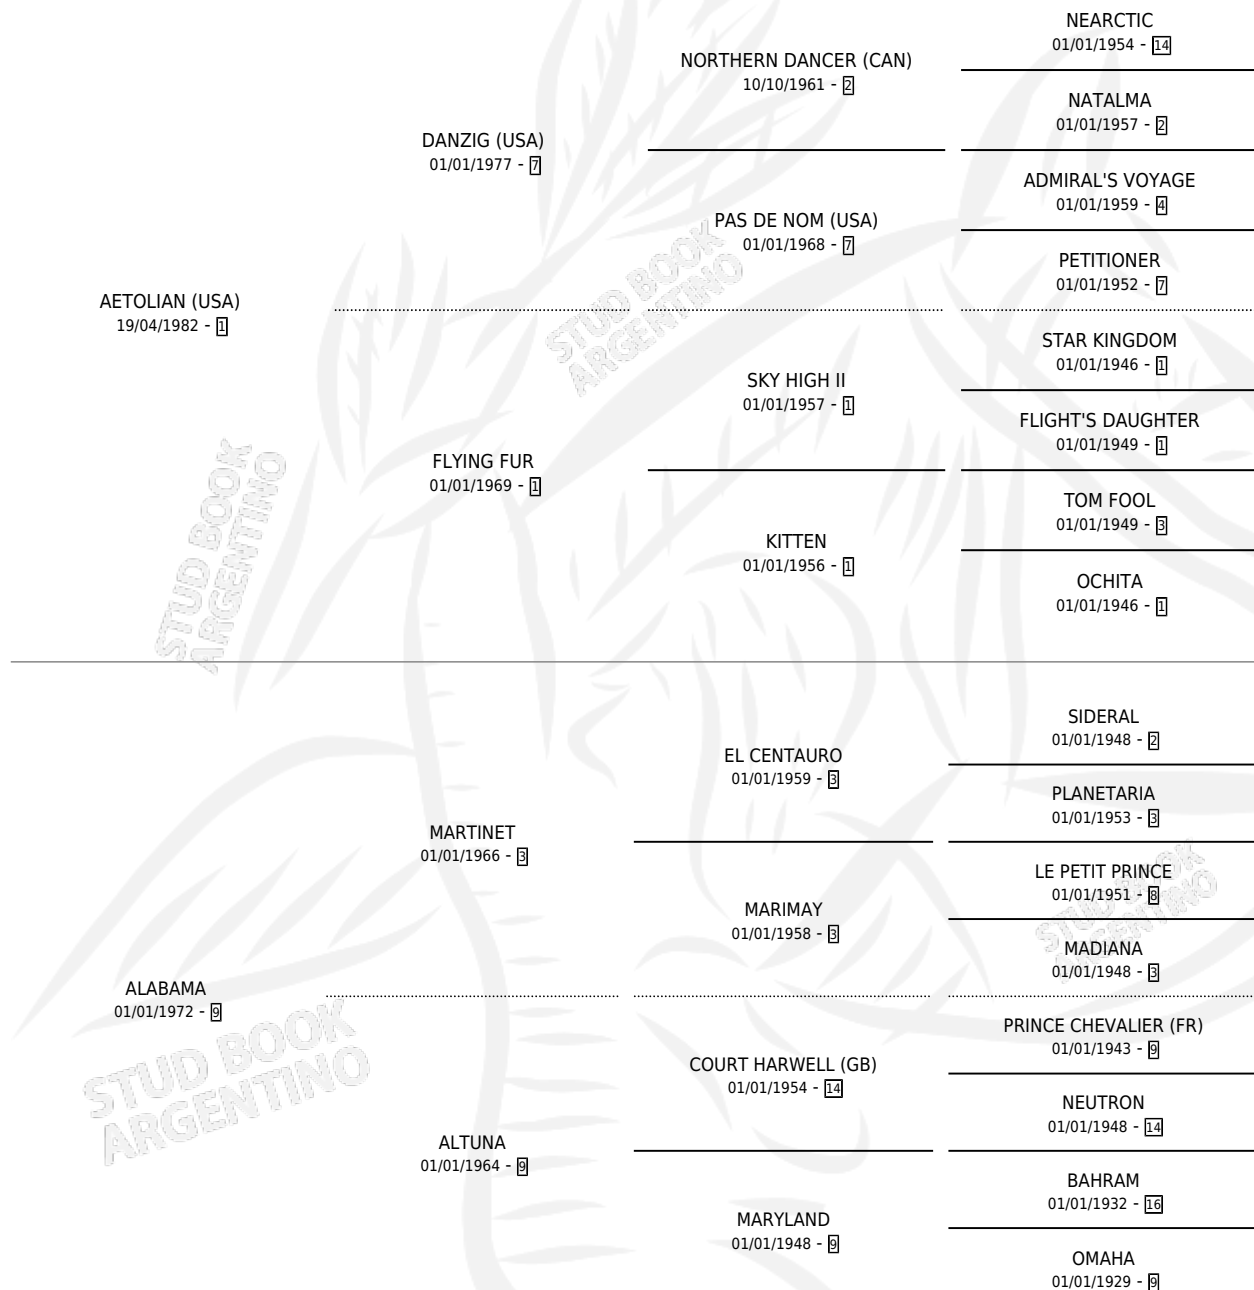 NEARCTIC
01/01/1954 - 14
NORTHERN DANCER (CAN)
10/10/1961 - 2
NATALMA
01/01/1957 - 2
DANZIG (USA)
01/01/1977 - 7
ADMIRAL'S VOYAGE
01/01/1959 - 4
PAS DE NOM (USA)
01/01/1968 - 7
PETITIONER
01/01/1952 - 7
AETOLIAN (USA)
19/04/1982 - 1
STAR KINGDOM
01/01/1946 - 1
SKY HIGH II
01/01/1957 - 1
FLIGHT'S DAUGHTER
01/01/1949 - 1
FLYING FUR
01/01/1969 - 1
TOM FOOL
01/01/1949 - 3
KITTEN
01/01/1956 - 1
OCHITA
01/01/1946 - 1
SIDERAL
01/01/1948 - 2
EL CENTAURO
01/01/1959 - 3
PLANETARIA
01/01/1953 - 3
MARTINET
01/01/1966 - 3
LE PETIT PRINCE
01/01/1951 - 8
MARIMAY
01/01/1958 - 3
MADIANA
01/01/1948 - 3
ALABAMA
01/01/1972 - 9
PRINCE CHEVALIER (FR)
01/01/1943 - 9
COURT HARWELL (GB)
01/01/1954 - 14
NEUTRON
01/01/1948 - 14
ALTUNA
01/01/1964 - 9
BAHRAM
01/01/1932 - 16
MARYLAND
01/01/1948 - 9
OMAHA
01/01/1929 - 9
STUD BOOK
ARGENTINO
STUD BOOK
ARGENTINO
STUD BOOK
ARGENTINO
STUD BOOK
ARGENTINO